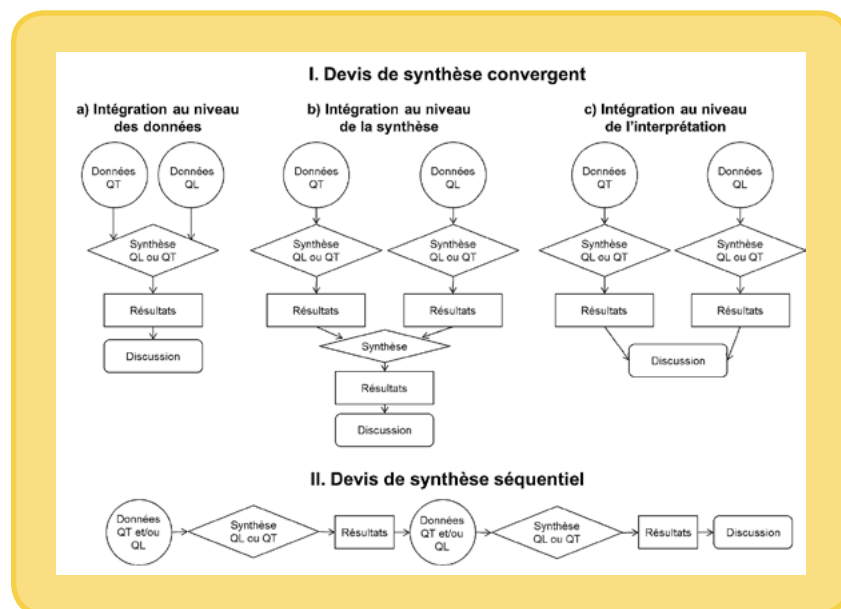 I. Devis de synthèse convergent
a) Intégration au niveau
des données
b) Intégration au niveau
de la synthèse
c) Intégration au niveau
de l'interprétation
Données
QT
Données
QL
Données
QT
Données
QL
Données
QT
Données
QL
Synthèse
QL ou QT
Synthèse
QL ou QT
Synthèse
QL ou QT
Synthèse
QL ou QT
Synthèse
QL ou QT
Résultats
Résultats
Résultats
Résultats
Résultats
Discussion
Synthèse
Discussion
Résultats
Discussion
II. Devis de synthèse séquentiel
Données
QT et/ou
QL
Synthèse
QL ou QT
Résultats
Données
QT et/ou
QL
Synthèse
QL ou QT
Résultats
Discussion